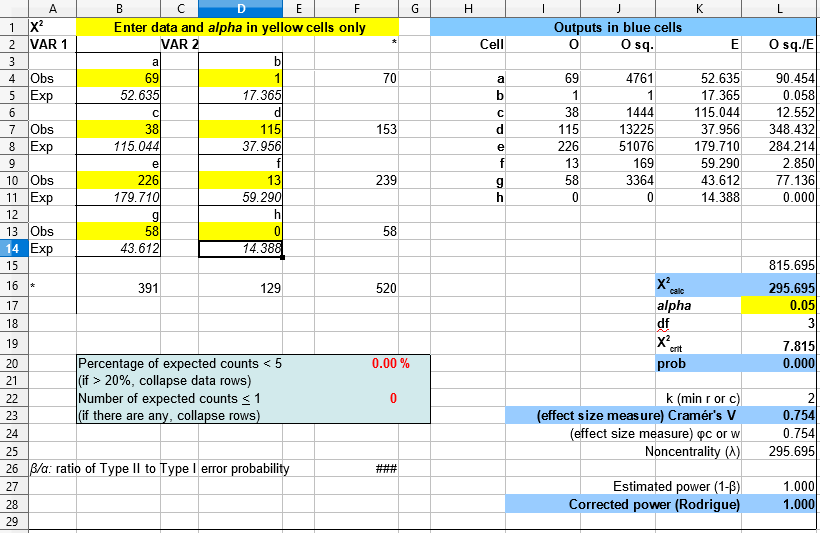 A B C D E F G H I J K L
1 X² Enter data and alpha in yellow cells only Outputs in blue cells
2 VAR 1 VAR 2 * Cell O O sq. E O sq./E
3 a b
4 Obs 69 1 70 a 69 4761 52.635 90.454
5 Exp 52.635 17.365 b 1 1 17.365 0.058
6 c d c 38 1444 115.044 12.552
7 Obs 38 115 153 d 115 13225 37.956 348.432
8 Exp 115.044 37.956 e 226 51076 179.710 284.214
9 e f f 13 169 59.290 2.850
10 Obs 226 13 239 g 58 3364 43.612 77.136
11 Exp 179.710 59.290 h 0 0 14.388 0.000
12 g h
13 Obs 58 0 58
14 Exp 43.612 14.388
15 815.695
16 * 391 129 520 X²calc 295.695
17 alpha 0.05
18 df 3
19 X²crit 7.815
20 Percentage of expected counts < 5 0.00 % prob 0.000
21 (if > 20%, collapse data rows)
22 Number of expected counts ≤ 1 0 k (min r or c) 2
23 (if there are any, collapse rows) (effect size measure) Cramér's V 0.754
24 (effect size measure) φc or w 0.754
25 Noncentrality (λ) 295.695
26 β/α: ratio of Type II to Type I error probability ###
27 Estimated power (1-β) 1.000
28 Corrected power (Rodrigue) 1.000
29